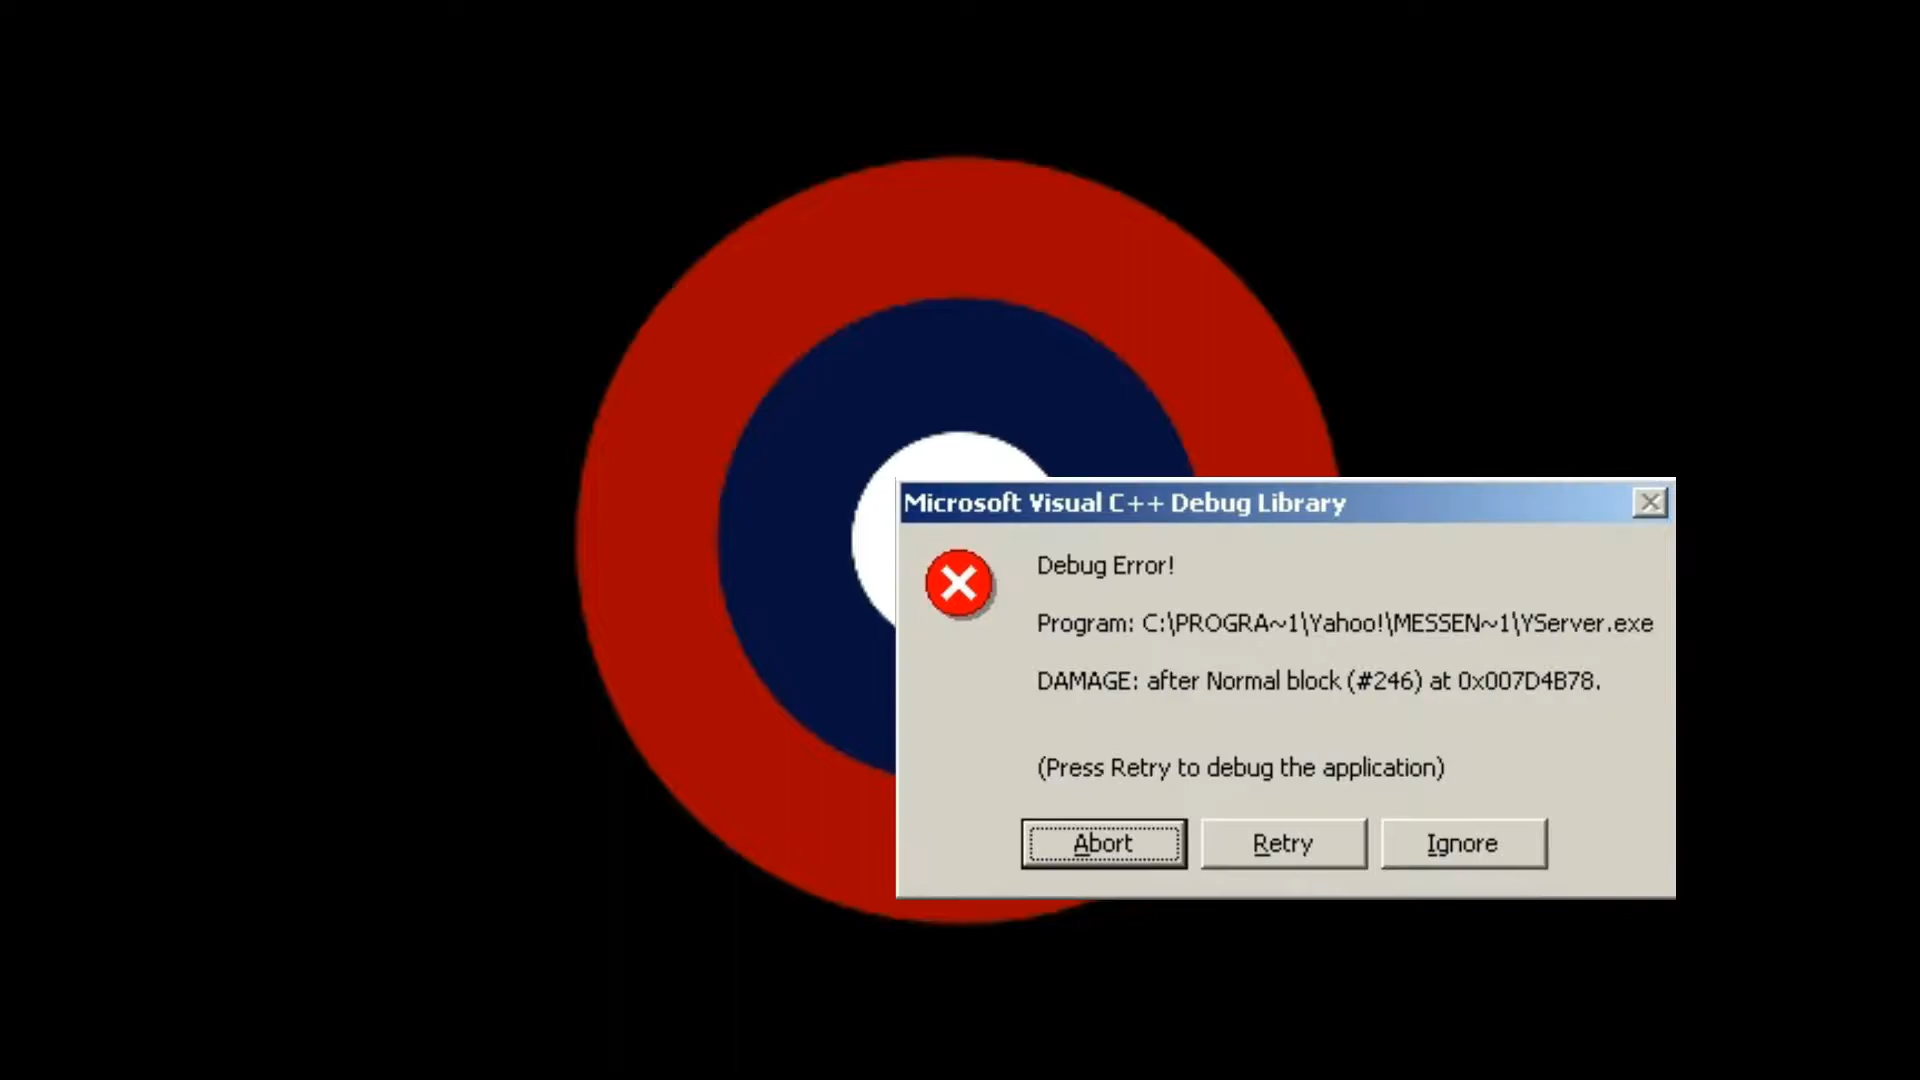 Microsoft Visual C++ Debug Library
Debug Error!
Program: C:\PROGRA~1\Yahoo!\MESSEN~1\YServer.exe
DAMAGE: after Normal block (#246) at 0x007D4B78.
(Press Retry to debug the application)
Abort Retry Ignore